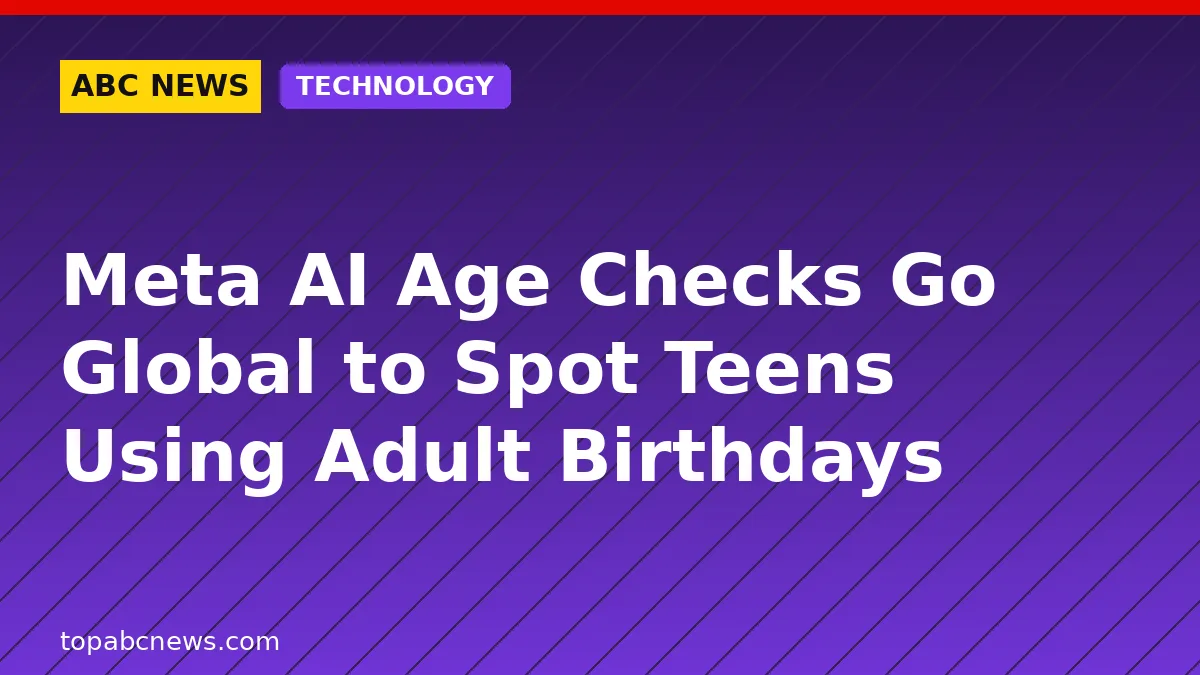 ABC NEWS
TECHNOLOGY
Meta AI Age Checks Go
Global to Spot Teens
Using Adult Birthdays
topabcnews.com